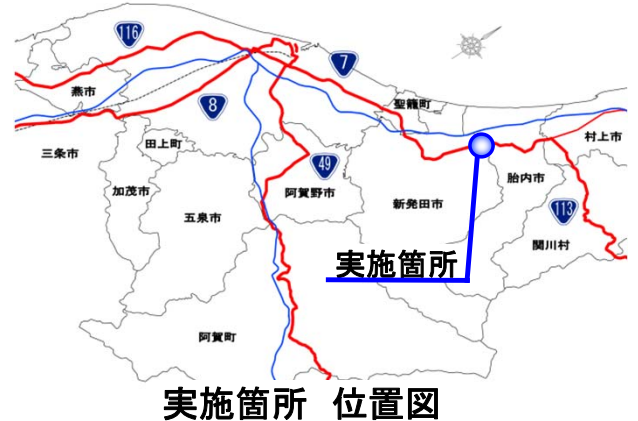 116
7
燕市
8
聖籠町
三条市
田上町
49
村上市
加茂市
阿賀野市
胎内市
五泉市
新発田市
113
関川村
実施箇所
阿賀町
実施箇所 位置図